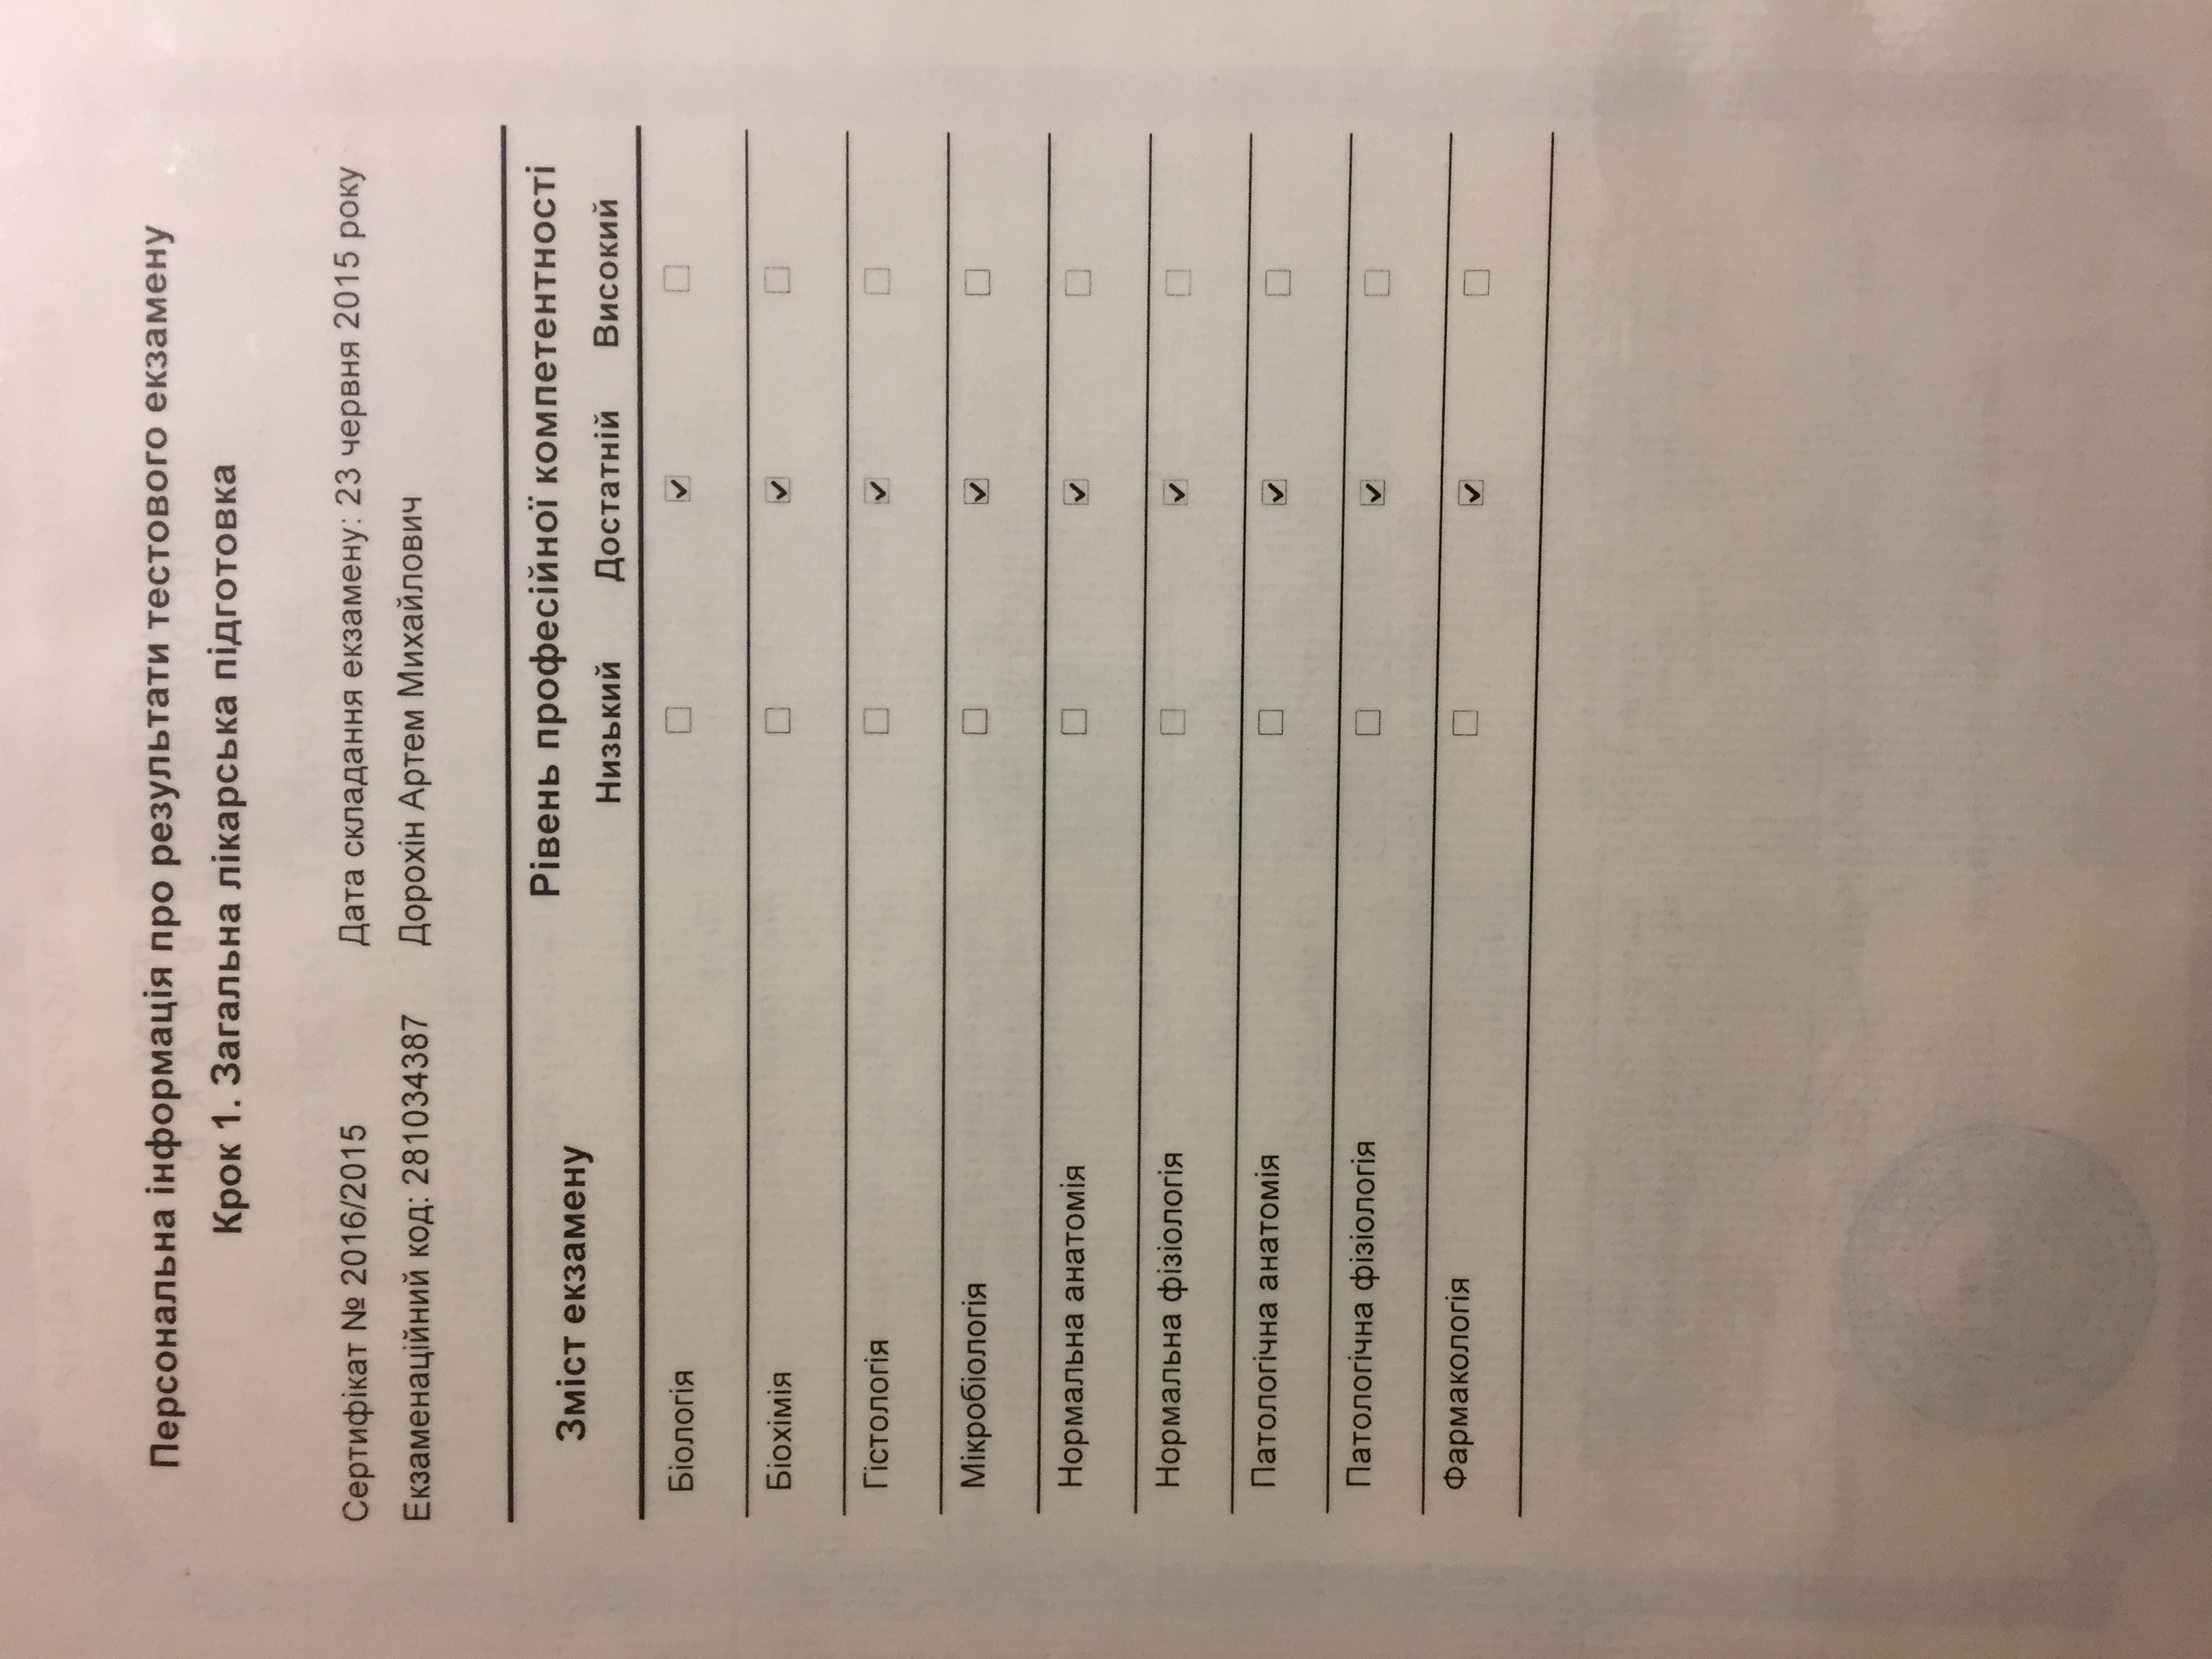 Персональна інформація про результати тестового екзамену
Крок 1. Загальна лікарська підготовка
Сертифікат № 2016/2015 Дата складання екзамену: 23 червня 2015 року
Екзаменаційний код: 281034387 Дорохін Артем Михайлович
Зміст екзамену Рівень професійної компетентності
Низький Достатній Високий
Біологія
Біохімія
Гістологія
Мікробіологія
Нормальна анатомія
Нормальна фізіологія
Патологічна анатомія
Патологічна фізіологія
Фармакологія